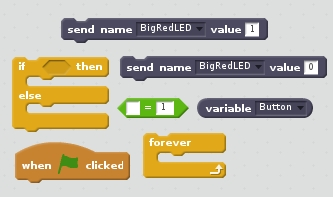 send name BigRedLED value 1
if then
send name BigRedLED value 0
else
= 1
variable Button
forever
when clicked